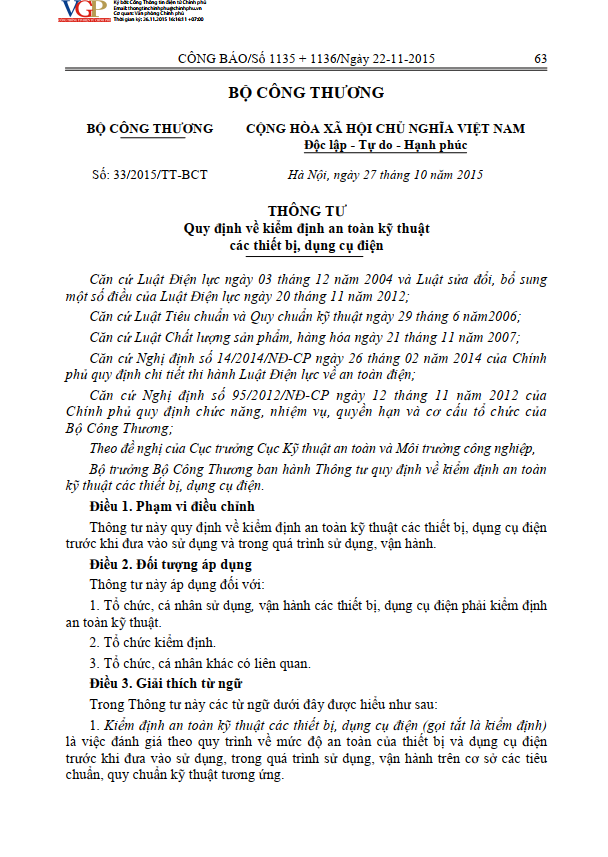 VGP
CỔNG THÔNG TIN ĐIỆN TỬ CHÍNH PHỦ
Ký bởi: Cổng Thông tin điện tử Chính phủ
Email: thongtinchinhphu@chinhphu.vn
Cơ quan: Văn phòng Chính phủ
Thời gian ký: 26.11.2015 16:16:11 +07:00
CÔNG BÁO/Số 1135 + 1136/Ngày 22-11-2015 63
BỘ CÔNG THƯƠNG
BỘ CÔNG THƯƠNG CỘNG HÒA XÃ HỘI CHỦ NGHĨA VIỆT NAM
Độc lập - Tự do - Hạnh phúc
Số: 33/2015/TT-BCT Hà Nội, ngày 27 tháng 10 năm 2015
THÔNG TƯ
Quy định về kiểm định an toàn kỹ thuật
các thiết bị, dụng cụ điện
Căn cứ Luật Điện lực ngày 03 tháng 12 năm 2004 và Luật sửa đổi, bổ sung
một số điều của Luật Điện lực ngày 20 tháng 11 năm 2012;
Căn cứ Luật Tiêu chuẩn và Quy chuẩn kỹ thuật ngày 29 tháng 6 năm2006;
Căn cứ Luật Chất lượng sản phẩm, hàng hóa ngày 21 tháng 11 năm 2007;
Căn cứ Nghị định số 14/2014/NĐ-CP ngày 26 tháng 02 năm 2014 của Chính
phủ quy định chi tiết thi hành Luật Điện lực về an toàn điện;
Căn cứ Nghị định số 95/2012/NĐ-CP ngày 12 tháng 11 năm 2012 của
Chính phủ quy định chức năng, nhiệm vụ, quyền hạn và cơ cấu tổ chức của
Bộ Công Thương;
Theo đề nghị của Cục trưởng Cục Kỹ thuật an toàn và Môi trường công nghiệp,
Bộ trưởng Bộ Công Thương ban hành Thông tư quy định về kiểm định an toàn
kỹ thuật các thiết bị, dụng cụ điện.
Điều 1. Phạm vi điều chỉnh
Thông tư này quy định về kiểm định an toàn kỹ thuật các thiết bị, dụng cụ điện
trước khi đưa vào sử dụng và trong quá trình sử dụng, vận hành.
Điều 2. Đối tượng áp dụng
Thông tư này áp dụng đối với:
1. Tổ chức, cá nhân sử dụng, vận hành các thiết bị, dụng cụ điện phải kiểm định
an toàn kỹ thuật.
2. Tổ chức kiểm định.
3. Tổ chức, cá nhân khác có liên quan.
Điều 3. Giải thích từ ngữ
Trong Thông tư này các từ ngữ dưới đây được hiểu như sau:
1. Kiểm định an toàn kỹ thuật các thiết bị, dụng cụ điện (gọi tắt là kiểm định)
là việc đánh giá theo quy trình về mức độ an toàn của thiết bị và dụng cụ điện
trước khi đưa vào sử dụng, trong quá trình sử dụng, vận hành trên cơ sở các tiêu
chuẩn, quy chuẩn kỹ thuật tương ứng.